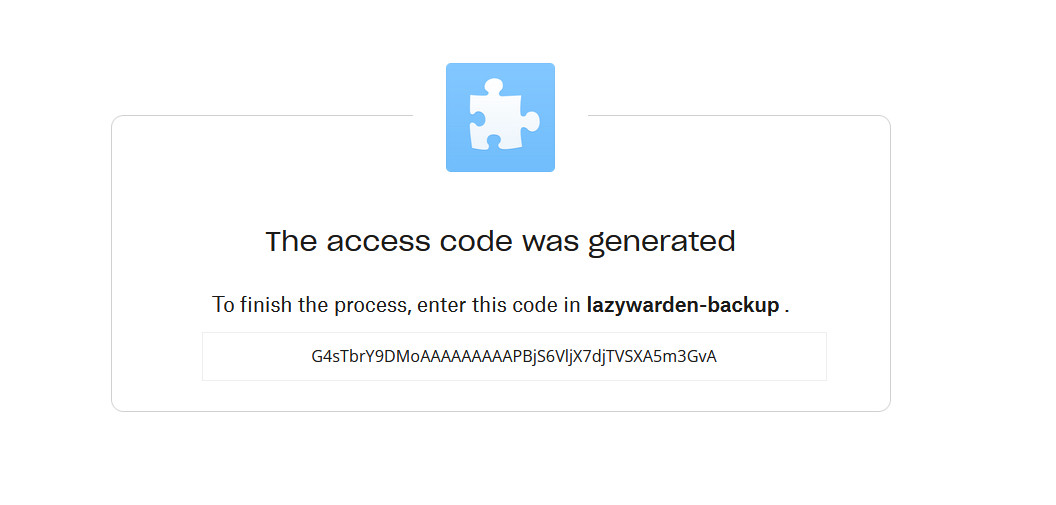 The access code was generated
To finish the process, enter this code in lazywarden-backup .
G4sTbrY9DMoAAAAAAAAAPBjS6VljX7djTVSXA5m3GvA